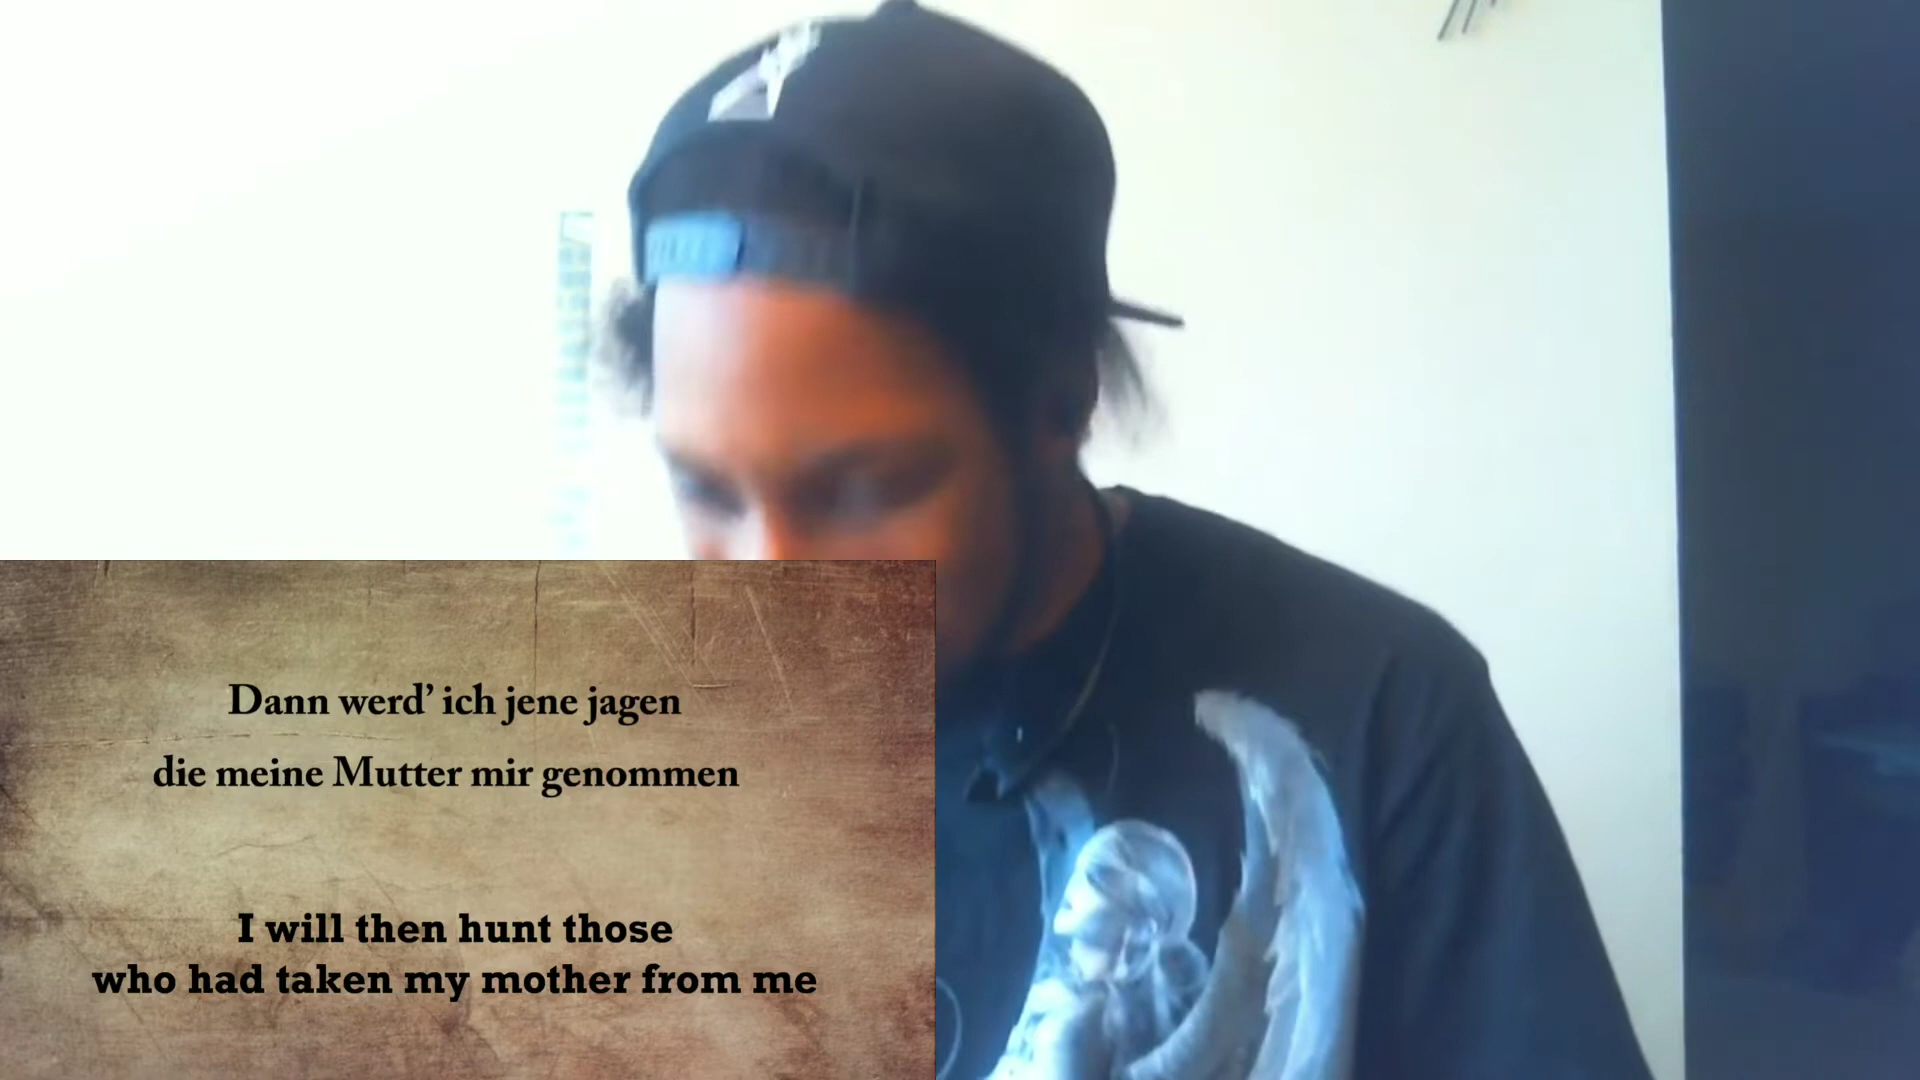 Dann werd’ ich jene jagen
die meine Mutter mir genommen
I will then hunt those
who had taken my mother from me